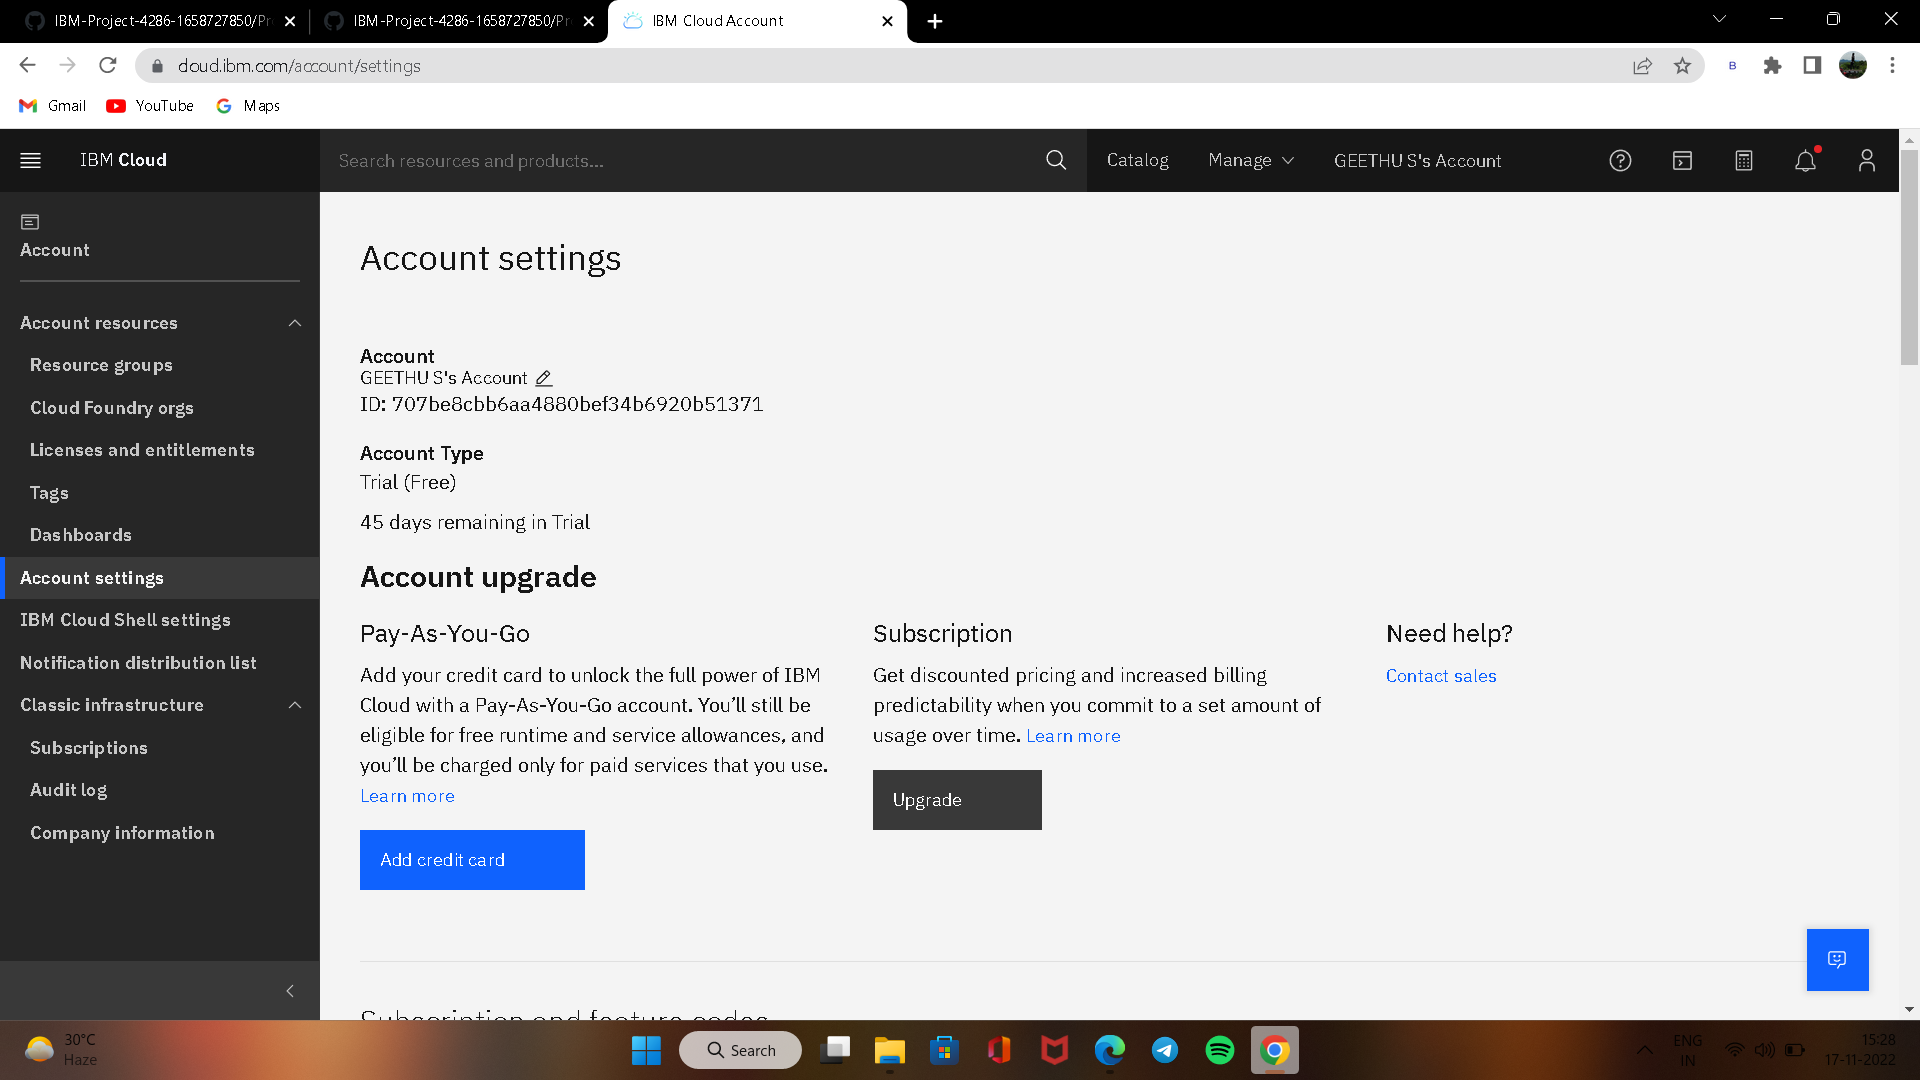 IBM-Project-4286-1658727850/Pr
IBM-Project-4286-1658727850/Pr
IBM Cloud Account
cloud.ibm.com/account/settings
B
Gmail
YouTube
Maps
IBM Cloud
Search resources and products...
Catalog
Manage
GEETHU S's Account
Account
Account resources
Resource groups
Cloud Foundry orgs
Licenses and entitlements
Tags
Dashboards
Account settings
IBM Cloud Shell settings
Notification distribution list
Classic infrastructure
Subscriptions
Audit log
Company information
Account settings
Account
GEETHU S's Account
ID: 707be8cbb6aa4880bef34b6920b51371
Account Type
Trial (Free)
45 days remaining in Trial
Account upgrade
Pay-As-You-Go
Add your credit card to unlock the full power of IBM
Cloud with a Pay-As-You-Go account. You’ll still be
eligible for free runtime and service allowances, and
you’ll be charged only for paid services that you use.
Learn more
Add credit card
Subscription
Get discounted pricing and increased billing
predictability when you commit to a set amount of
usage over time. Learn more
Upgrade
Need help?
Contact sales
Subscription and feature codes
30°C
Haze
Search
ENG
IN
15:28
17-11-2022